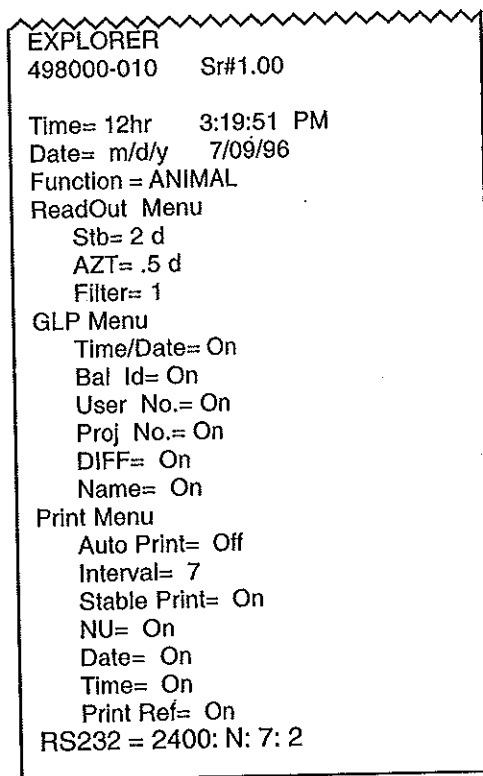 EXPLORER
498000-010 Sr#1.00
Time= 12hr 3:19:51 PM
Date= m/d/y 7/09/96
Function = ANIMAL
ReadOut Menu
Stb= 2 d
AZT= .5 d
Filter= 1
GLP Menu
Time/Date= On
Bal Id= On
User No.= On
Proj No.= On
DIFF= On
Name= On
Print Menu
Auto Print= Off
Interval= 7
Stable Print= On
NU= On
Date= On
Time= On
Print Ref= On
RS232 = 2400: N: 7: 2